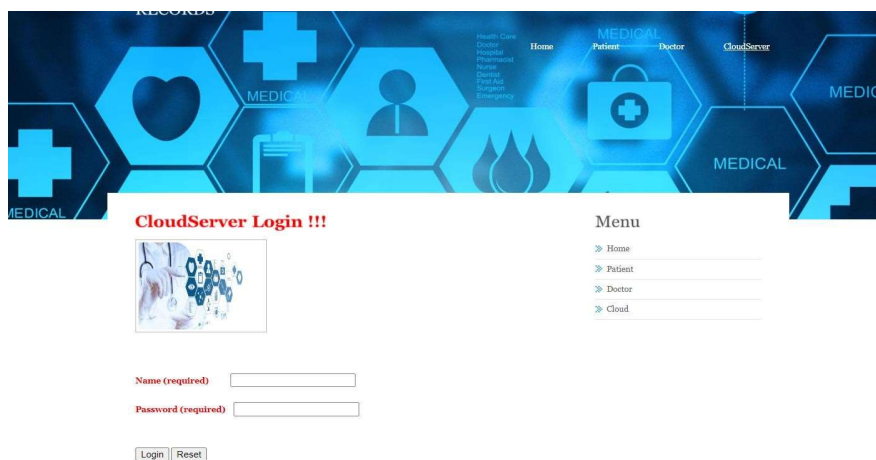 RECORDS
Health Care
Doctor
Hospital
Pharmacist
Nurse
Dentist
First Aid
Surgeon
Emergency
MEDICAL
Home Patient Doctor CloudServer
MEDICAL
MEDIC
MEDICAL
MEDICAL
CloudServer Login !!!
Menu
Home
Patient
Doctor
Cloud
Name (required)
Password (required)
Login Reset